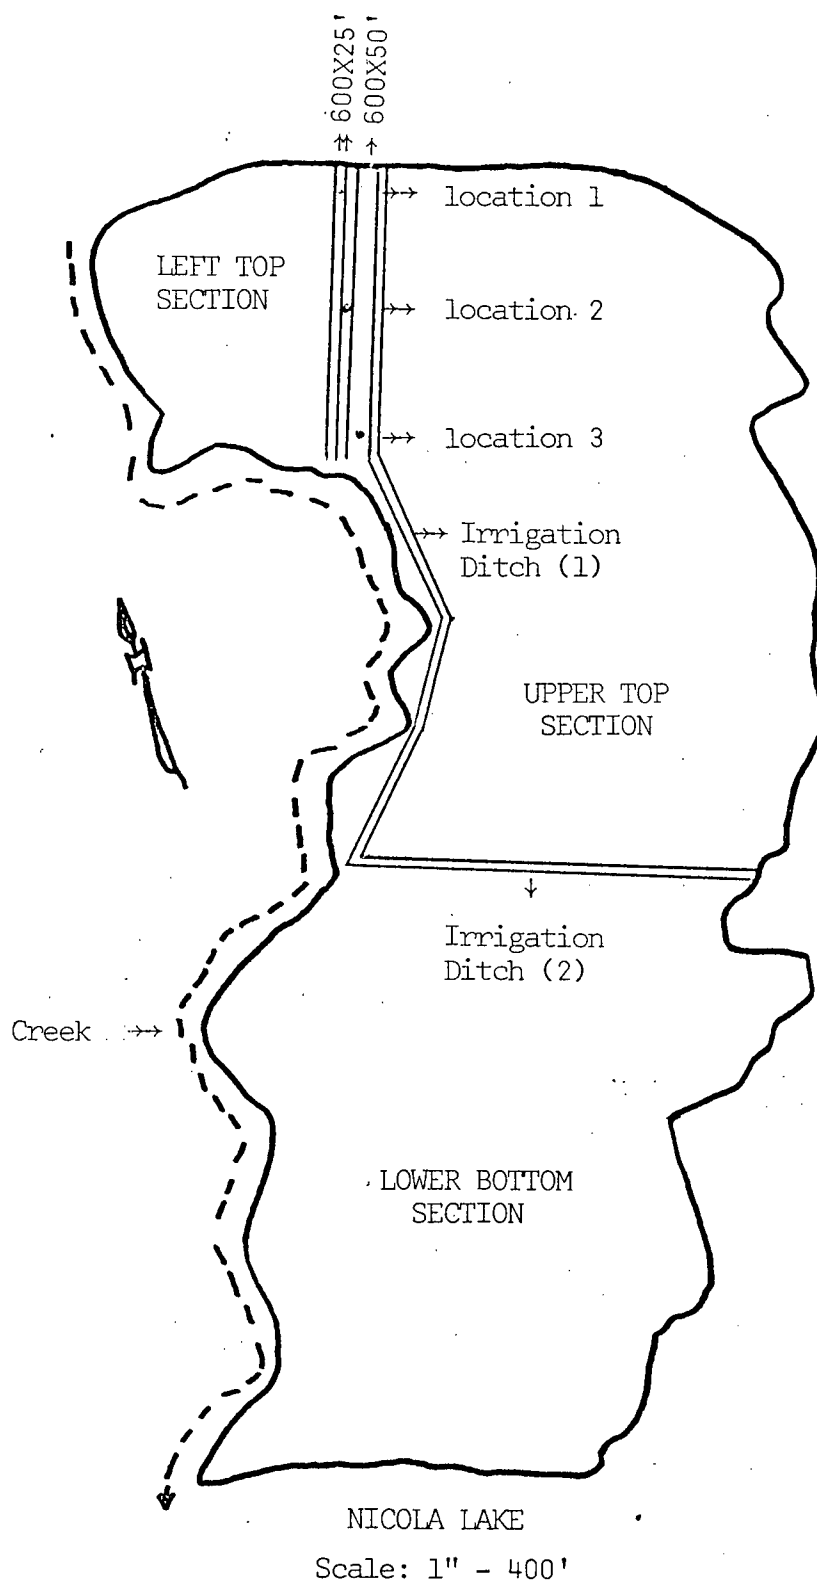 600X25'
600X50'
location 1
LEFT TOP
SECTION
location 2
location 3
Irrigation
Ditch (1)
UPPER TOP
SECTION
Irrigation
Ditch (2)
Creek
LOWER BOTTOM
SECTION
NICOLA LAKE
Scale: 1" - 400'